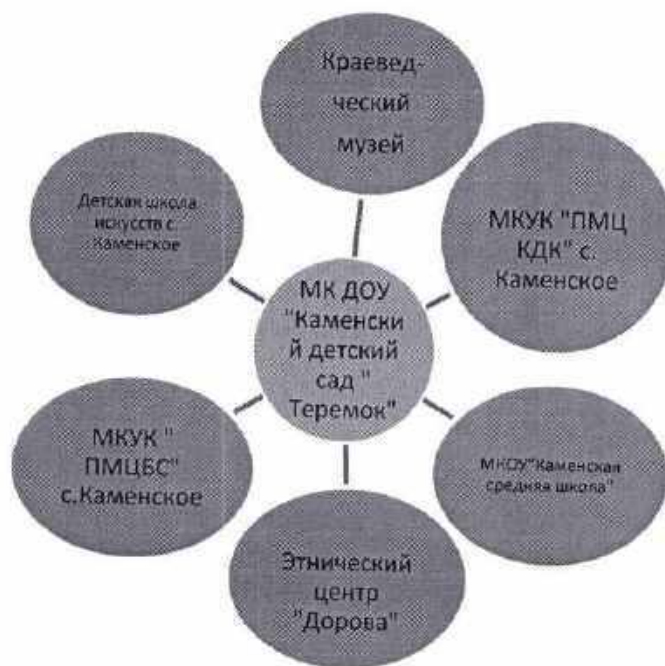 Краевед-
ческий
музей
Детская школа
искусств с.
Каменское
МКУК "ПМЦ
КДК" с.
Каменское
МК ДОУ
"Каменски
й детский
сад "
Теремок"
МКУК "
ПМЦБС"
с.Каменское
МКОУ"Каменская
средняя школа"
Этнический
центр
"Дорова"